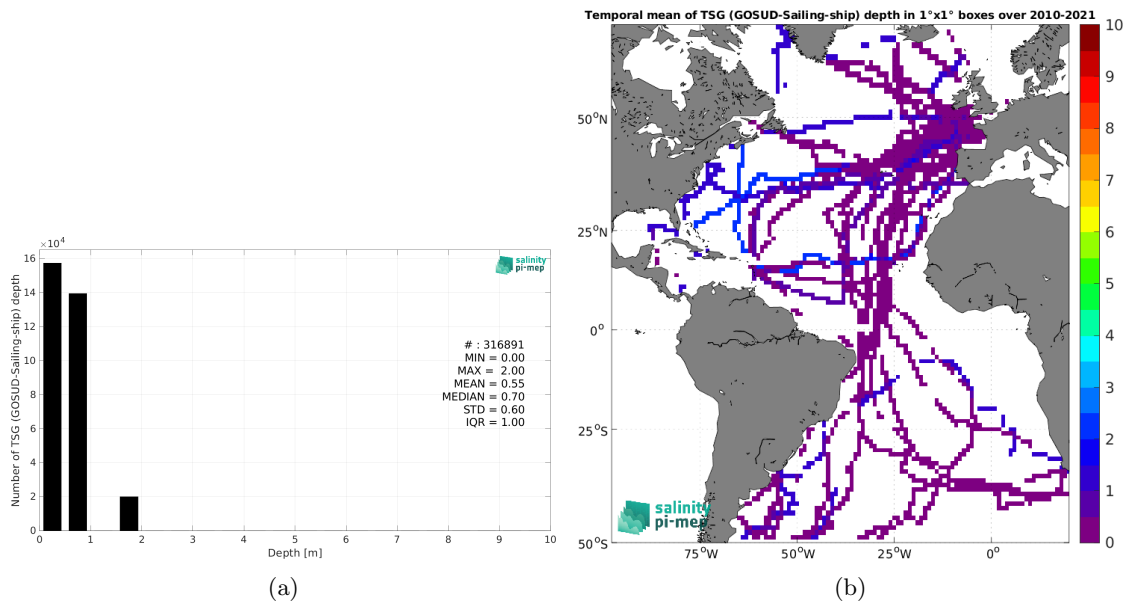 ×10⁴
16
14
12
10
8
6
4
2
0
Number of TSG (GOSUD-Sailing-ship) depth
salinity
pi-mep
# : 316891
MIN = 0.00
MAX = 2.00
MEAN = 0.55
MEDIAN = 0.70
STD = 0.60
IQR = 1.00
0 1 2 3 4 5 6 7 8 9 10
Depth [m]
(a)
Temporal mean of TSG (GOSUD-Sailing-ship) depth in 1°x1° boxes over 2010-2021
50°N
25°N
0°
25°S
50°S
75°W 50°W 25°W 0°
salinity
pi-mep
10
9
8
7
6
5
4
3
2
1
0
(b)